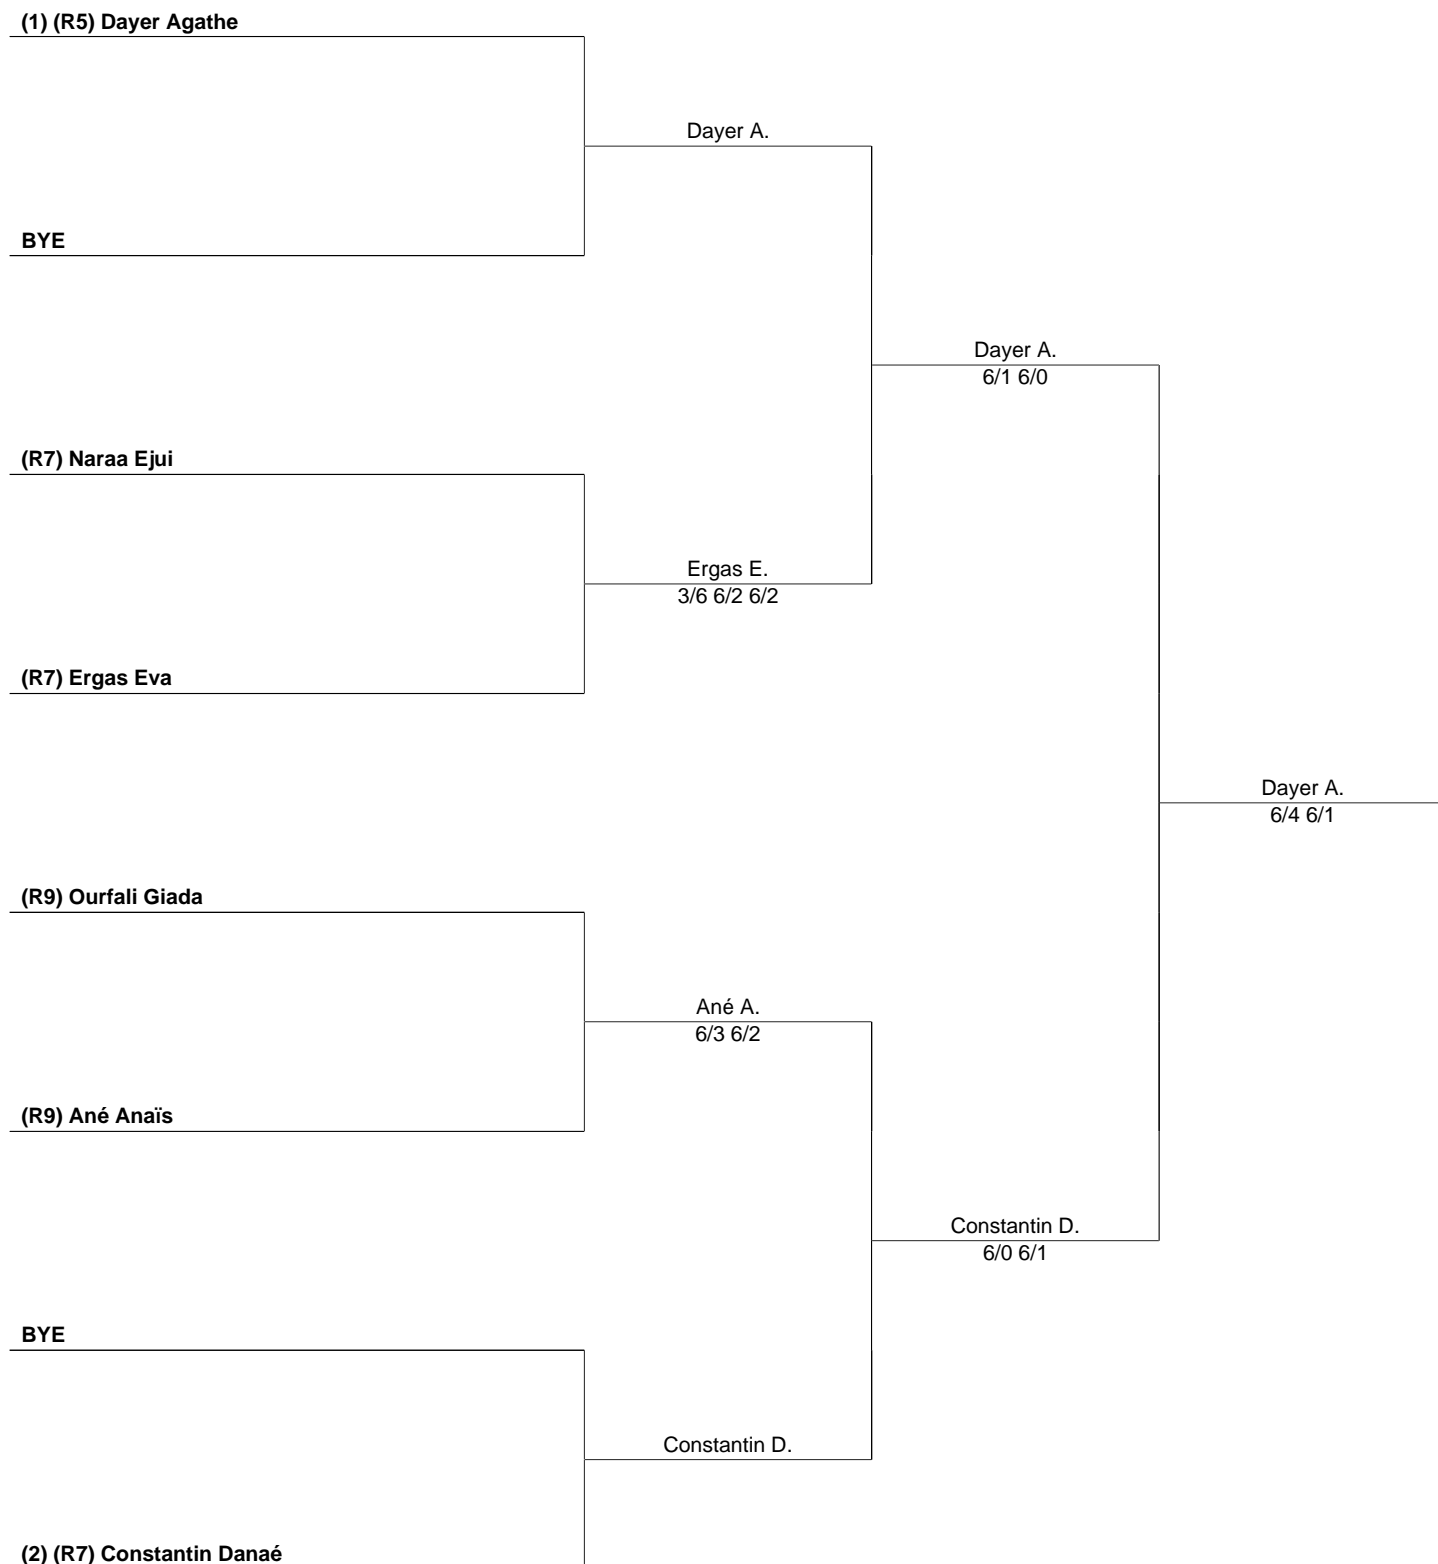 (1) (R5) Dayer Agathe
Dayer A.
BYE
Dayer A.
6/1 6/0
(R7) Naraa Ejui
Ergas E.
3/6 6/2 6/2
(R7) Ergas Eva
Dayer A.
6/4 6/1
(R9) Ourfali Giada
Ané A.
6/3 6/2
(R9) Ané Anaïs
Constantin D.
6/0 6/1
BYE
Constantin D.
(2) (R7) Constantin Danaé